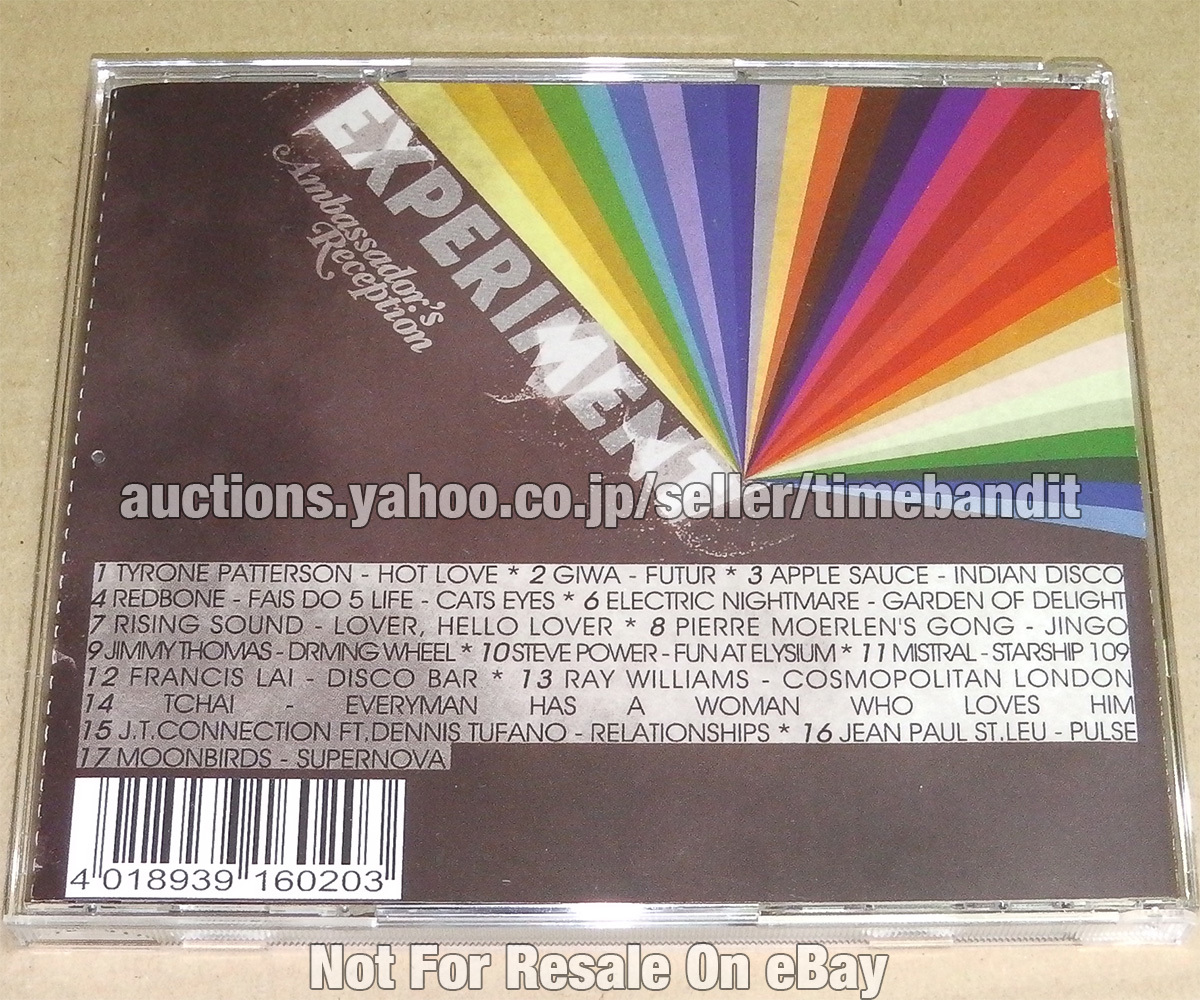 EXPERIMENT
Ambassador's
Reception
auctions.yahoo.co.jp/seller/timebandit
1 TYRONE PATTERSON - HOT LOVE * 2 GIWA - FUTUR * 3 APPLE SAUCE - INDIAN DISCO
4 REDBONE - FAIS DO 5 LIFE - CATS EYES * 6 ELECTRIC NIGHTMARE - GARDEN OF DELIGHT
7 RISING SOUND - LOVER, HELLO LOVER * 8 PIERRE MOERLEN'S GONG - JINGO
9 JIMMY THOMAS - DRMNG WHEEL * 10 STEVE POWER - FUN AT ELYSIUM * 11 MISTRAL - STARSHIP 109
12 FRANCIS LAI - DISCO BAR * 13 RAY WILLIAMS - COSMOPOLITAN LONDON
14 TCHAI - EVERYMAN HAS A WOMAN WHO LOVES HIM
15 J.T.CONNECTION FT.DENNIS TUFANO - RELATIONSHIPS * 16 JEAN PAUL ST.LEU - PULSE
17 MOONBIRDS - SUPERNOVA
4 018939 160203
Not For Resale On eBay